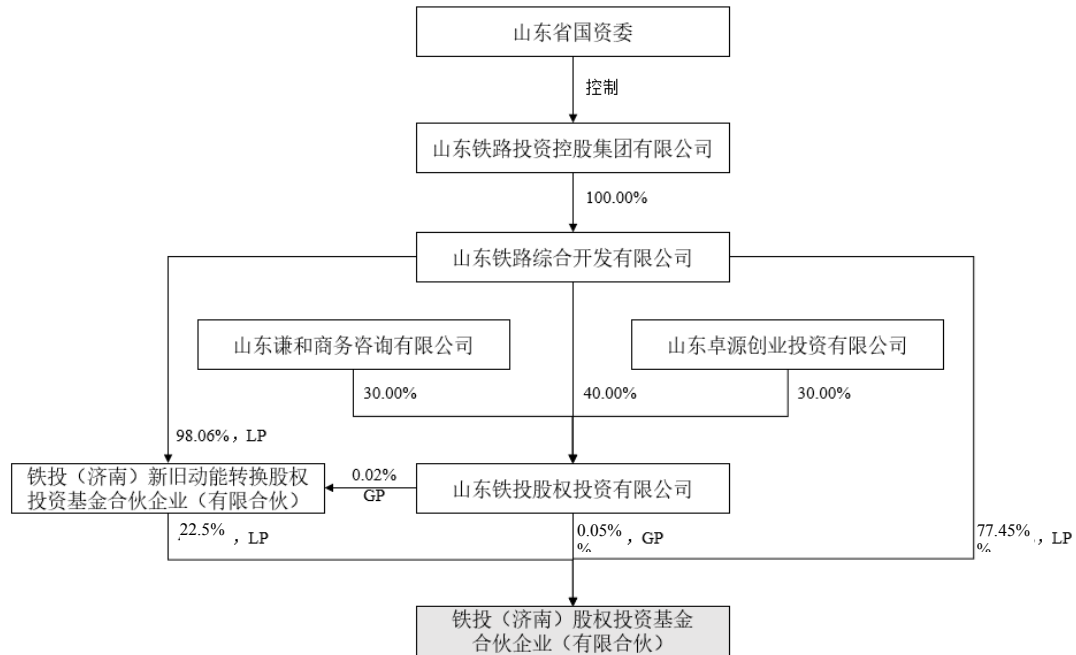 山东省国资委
控制
山东铁路投资控股集团有限公司
100.00%
山东铁路综合开发有限公司
山东谦和商务咨询有限公司
山东卓源创业投资有限公司
30.00%
40.00%
30.00%
98.06%，LP
铁投（济南）新旧动能转换股权
投资基金合伙企业（有限合伙）
0.02%
GP
山东铁投股权投资有限公司
22.5%，LP
0.05%，GP
%
77.45%，LP
%
铁投（济南）股权投资基金
合伙企业（有限合伙）